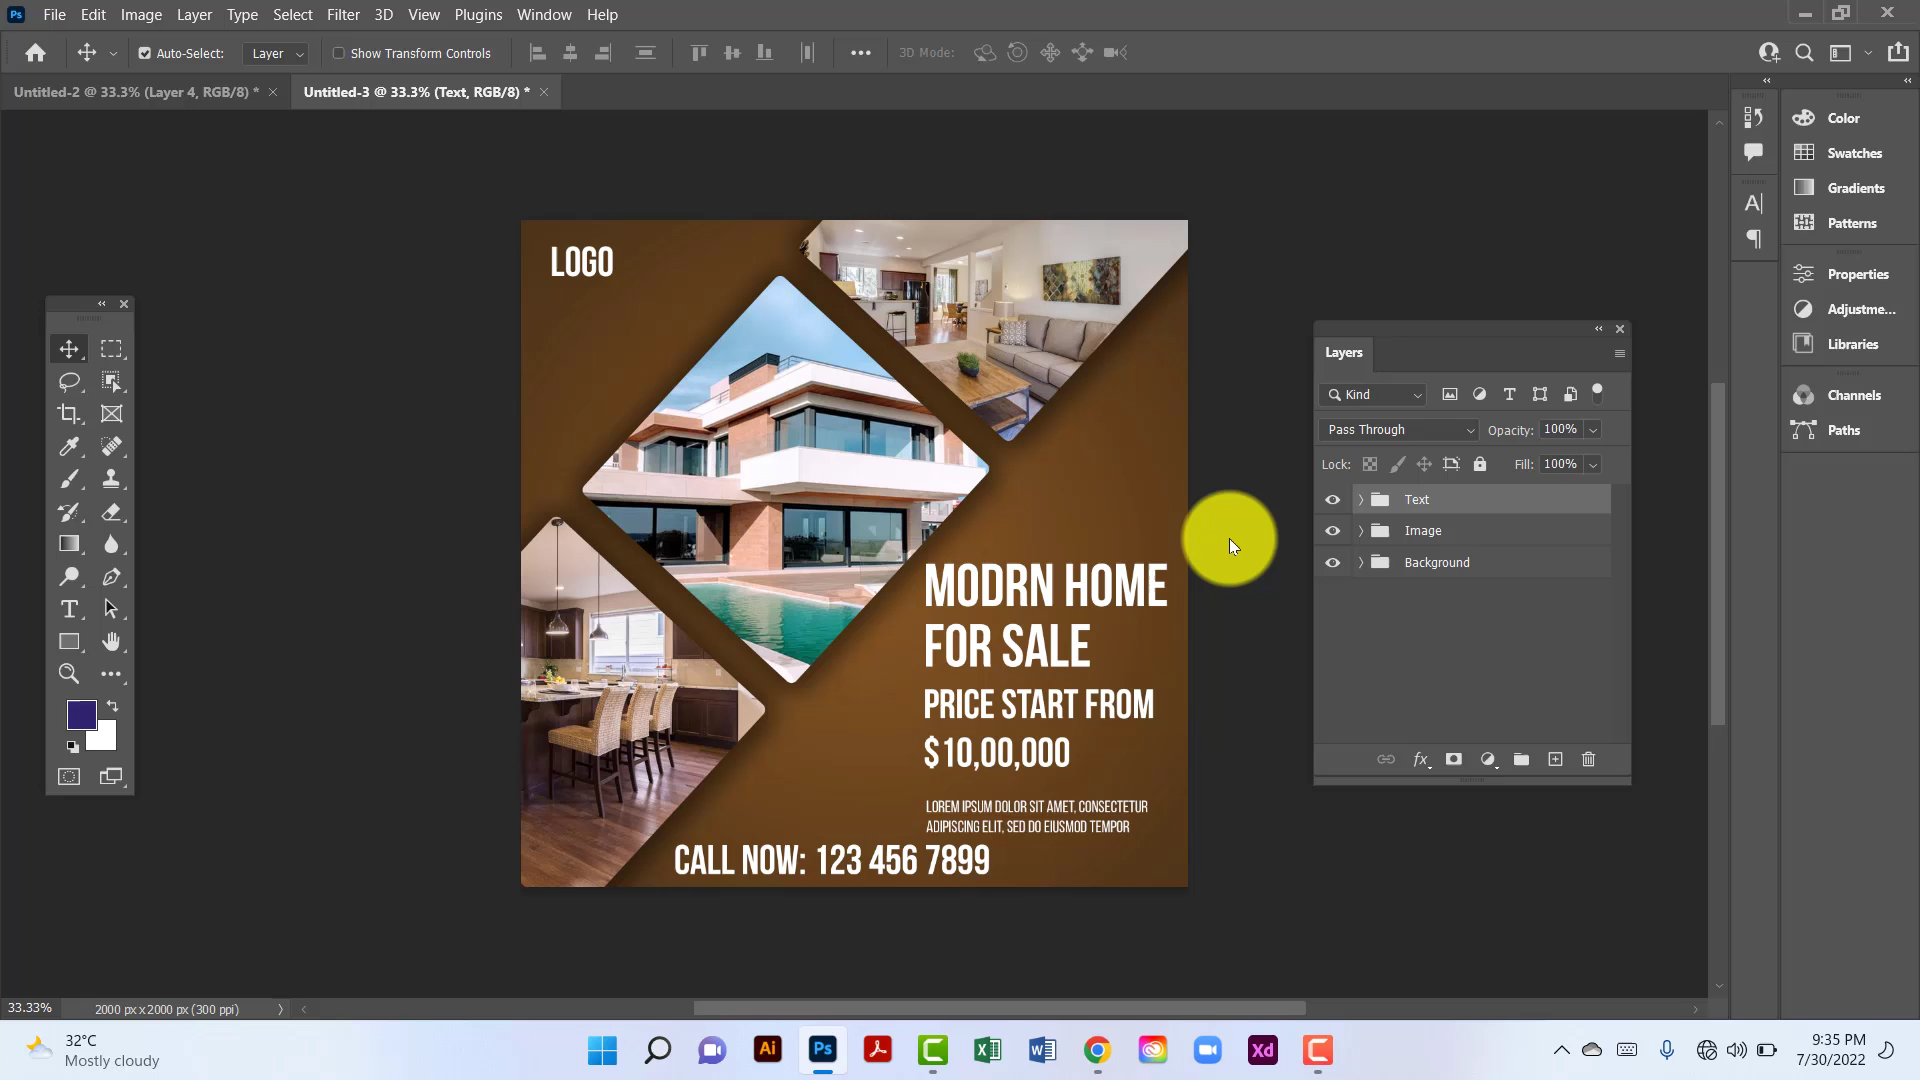 Ps File Edit Image Layer Type Select Filter 3D View Plugins Window Help
Auto-Select: Layer Show Transform Controls 3D Mode:
Untitled-2 @ 33.3% (Layer 4, RGB/8) * Untitled-3 @ 33.3% (Text, RGB/8) *
Color
Swatches
Gradients
Patterns
Properties
Adjustme...
Libraries
Channels
Paths
LOGO
MODRN HOME
FOR SALE
PRICE START FROM
$10,00,000
LOREM IPSUM DOLOR SIT AMET, CONSECTETUR
ADIPISCING ELIT, SED DO EIUSMOD TEMPOR
CALL NOW: 123 456 7899
Layers
Kind
Pass Through Opacity: 100%
Lock: Fill: 100%
Text
Image
Background
33.33% 2000 px x 2000 px (300 ppi)
32°C
Mostly cloudy
Ai Ps Xd
9:35 PM
7/30/2022